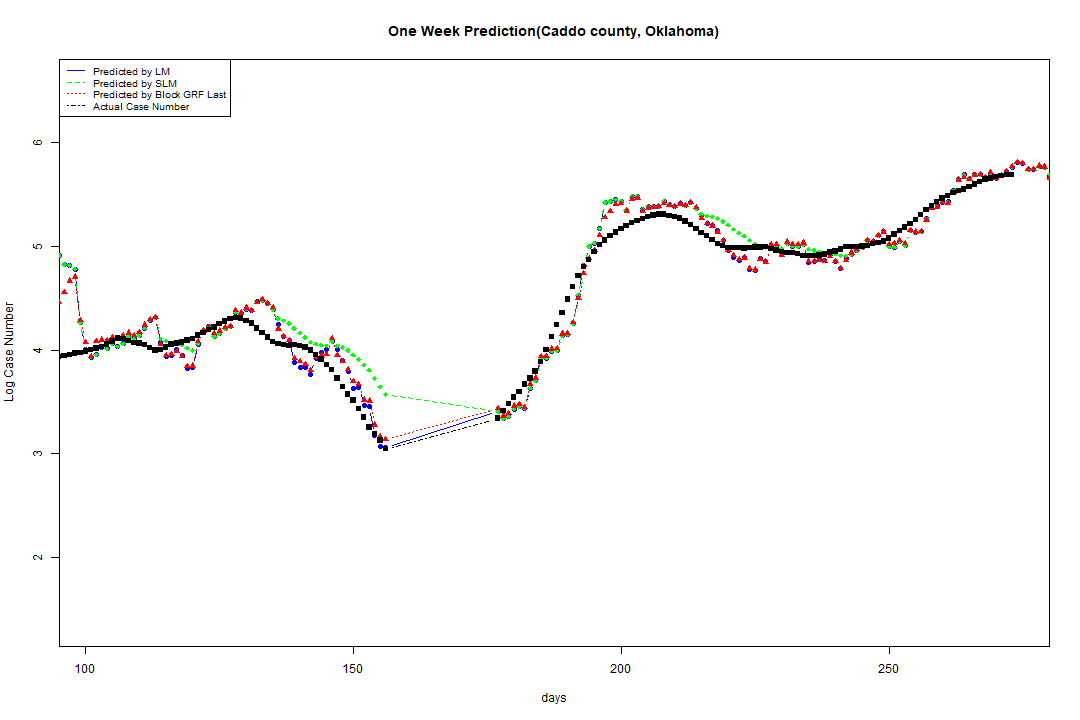 One Week Prediction(Caddo county, Oklahoma)
Predicted by LM
Predicted by SLM
Predicted by Block GRF Last
Actual Case Number
6
5
4
3
2
Log Case Number
100 150 200 250
days